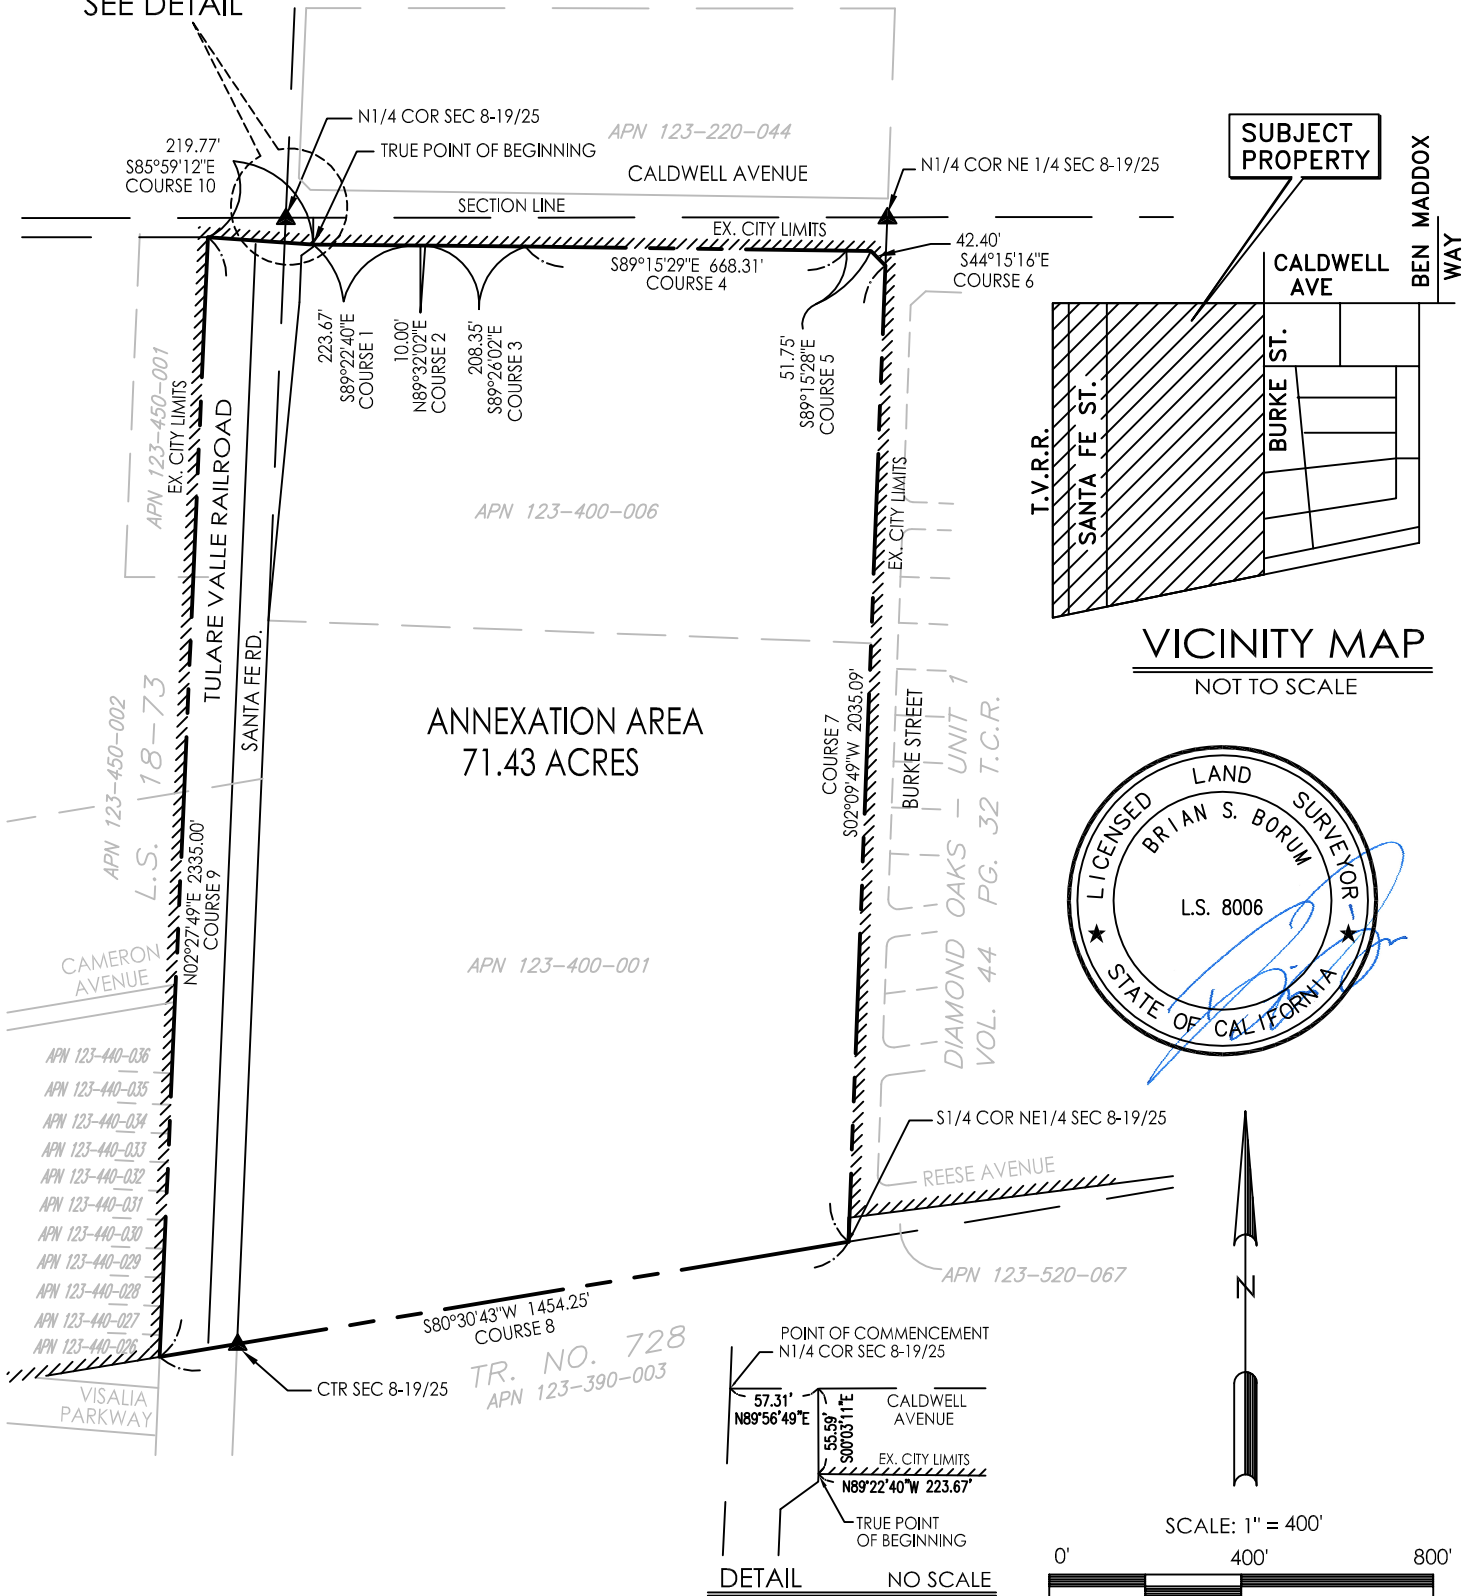 SEE DETAIL
N1/4 COR SEC 8-19/25
TRUE POINT OF BEGINNING
219.77'
S85°59'12"E
COURSE 10
APN 123-220-044
CALDWELL AVENUE
N1/4 COR NE 1/4 SEC 8-19/25
SECTION LINE
EX. CITY LIMITS
S89°15'29"E 668.31'
COURSE 4
42.40'
S44°15'16"E
COURSE 6
223.67'
S89°22'40"E
COURSE 1
10.00'
N89°32'02"E
COURSE 2
208.35'
S89°26'02"E
COURSE 3
51.75'
S89°15'28"E
COURSE 5
APN 123-450-001
EX. CITY LIMITS
TULARE VALLE RAILROAD
SANTA FE RD.
APN 123-400-006
EX. CITY LIMITS
ANNEXATION AREA
71.43 ACRES
COURSE 7
S02°09'49"W 2035.09'
BURKE STREET
DIAMOND OAKS - UNIT 1
VOL. 44 PG. 32 T.C.R.
APN 123-450-002
L.S. 18-73
N02°27'49"E 2335.00'
COURSE 9
CAMERON
AVENUE
APN 123-400-001
APN 123-440-036
APN 123-440-035
APN 123-440-034
APN 123-440-033
APN 123-440-032
APN 123-440-031
APN 123-440-030
APN 123-440-029
APN 123-440-028
APN 123-440-027
APN 123-440-026
VISALIA
PARKWAY
S1/4 COR NE1/4 SEC 8-19/25
REESE AVENUE
APN 123-520-067
S80°30'43"W 1454.25'
COURSE 8
TR. NO. 728
APN 123-390-003
CTR SEC 8-19/25
SUBJECT
PROPERTY
BEN MADDOX
WAY
CALDWELL
AVE
T.V.R.R.
SANTA FE ST.
BURKE ST.
VICINITY MAP
NOT TO SCALE
LICENSED LAND SURVEYOR
BRIAN S. BORUM
L.S. 8006
STATE OF CALIFORNIA
N
POINT OF COMMENCEMENT
N1/4 COR SEC 8-19/25
57.31'
N89°56'49"E
CALDWELL
AVENUE
55.59'
S00°03'11"E
EX. CITY LIMITS
N89°22'40"W 223.67'
TRUE POINT
OF BEGINNING
DETAIL NO SCALE
SCALE: 1" = 400'
0' 400' 800'